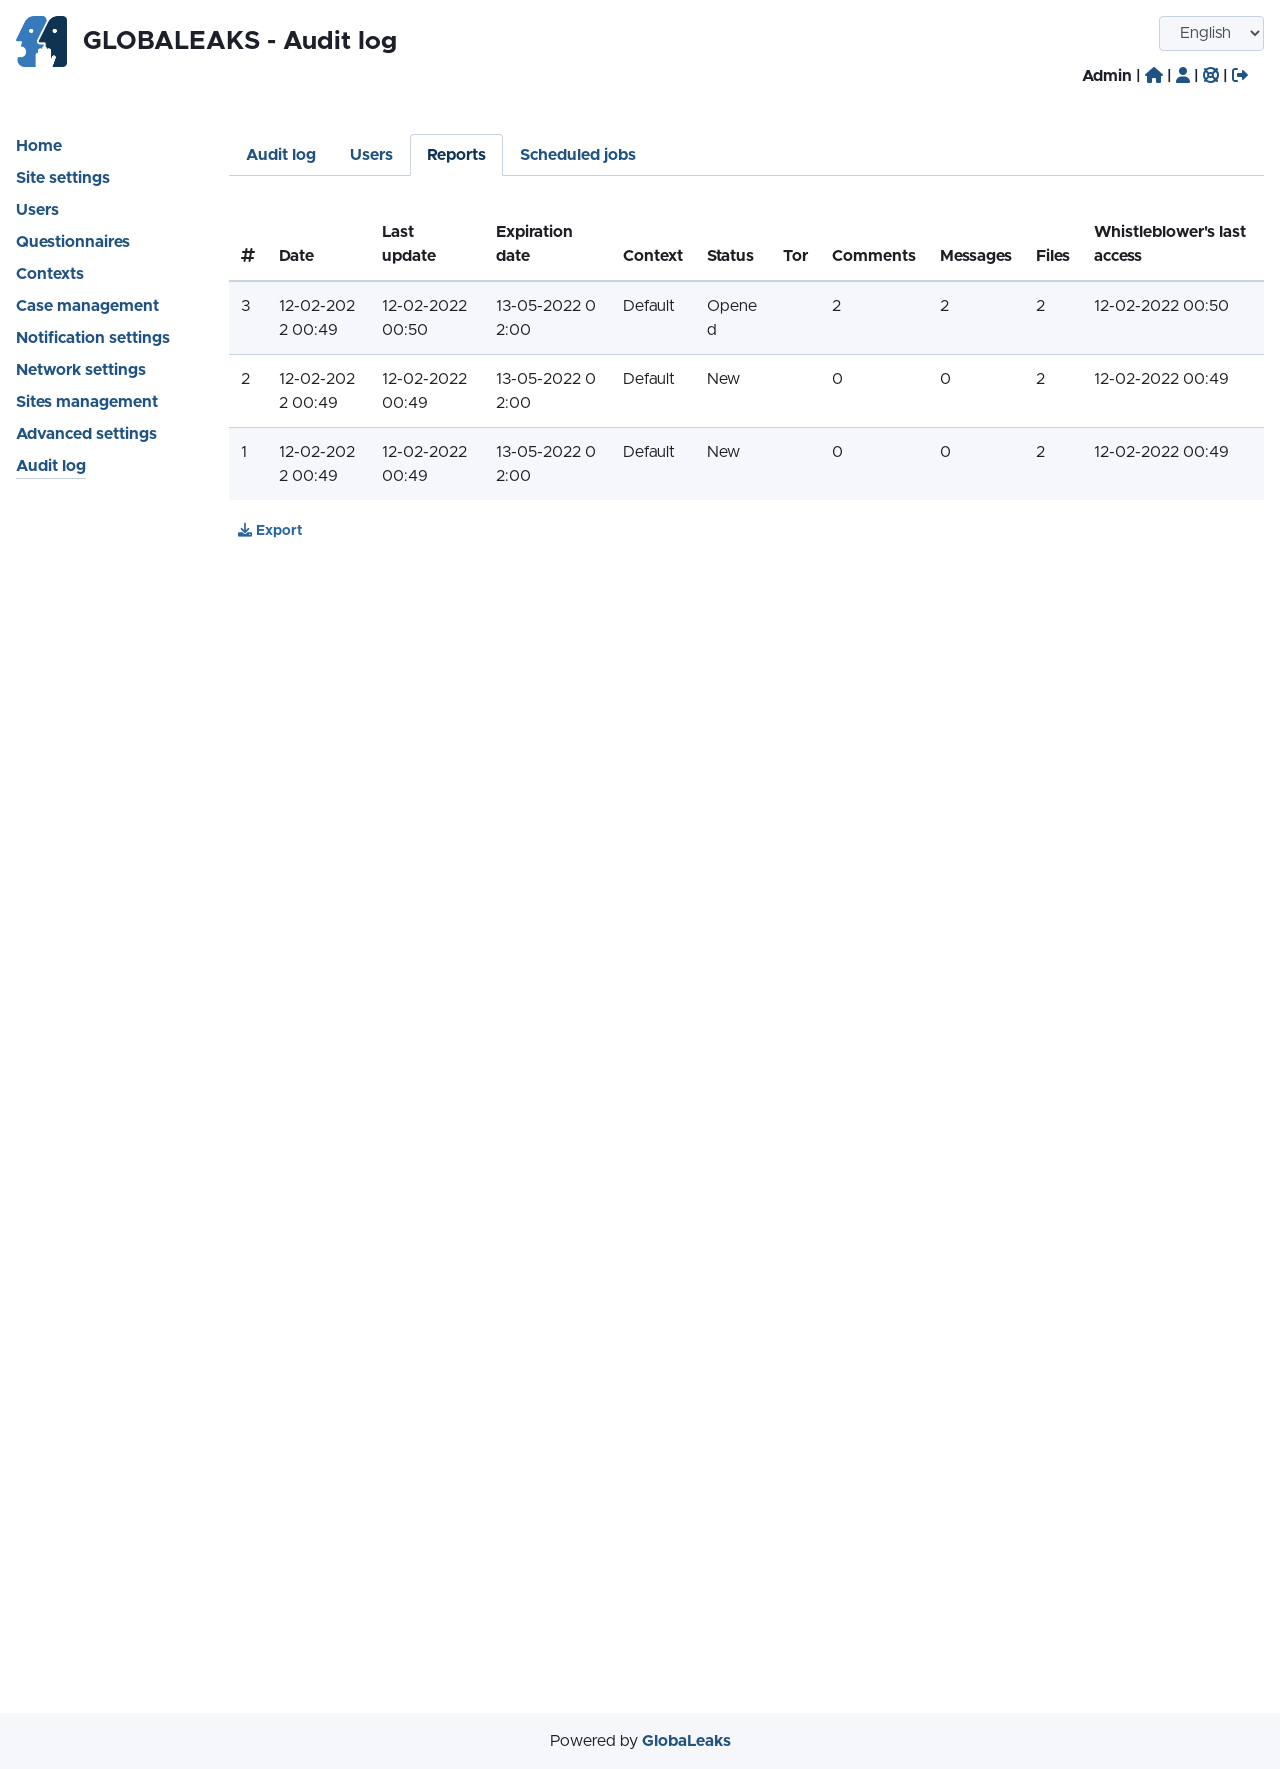 GLOBALEAKS - Audit log
English
Admin | | | |
Home
Site settings
Users
Questionnaires
Contexts
Case management
Notification settings
Network settings
Sites management
Advanced settings
Audit log
Audit log Users Reports Scheduled jobs
# Date Last update Expiration date Context Status Tor Comments Messages Files Whistleblower's last access
3 12-02-2022 00:49 12-02-2022 00:50 13-05-2022 02:00 Default Opened 2 2 2 12-02-2022 00:50
2 12-02-2022 00:49 12-02-2022 00:49 13-05-2022 02:00 Default New 0 0 2 12-02-2022 00:49
1 12-02-2022 00:49 12-02-2022 00:49 13-05-2022 02:00 Default New 0 0 2 12-02-2022 00:49
Export
Powered by GlobaLeaks